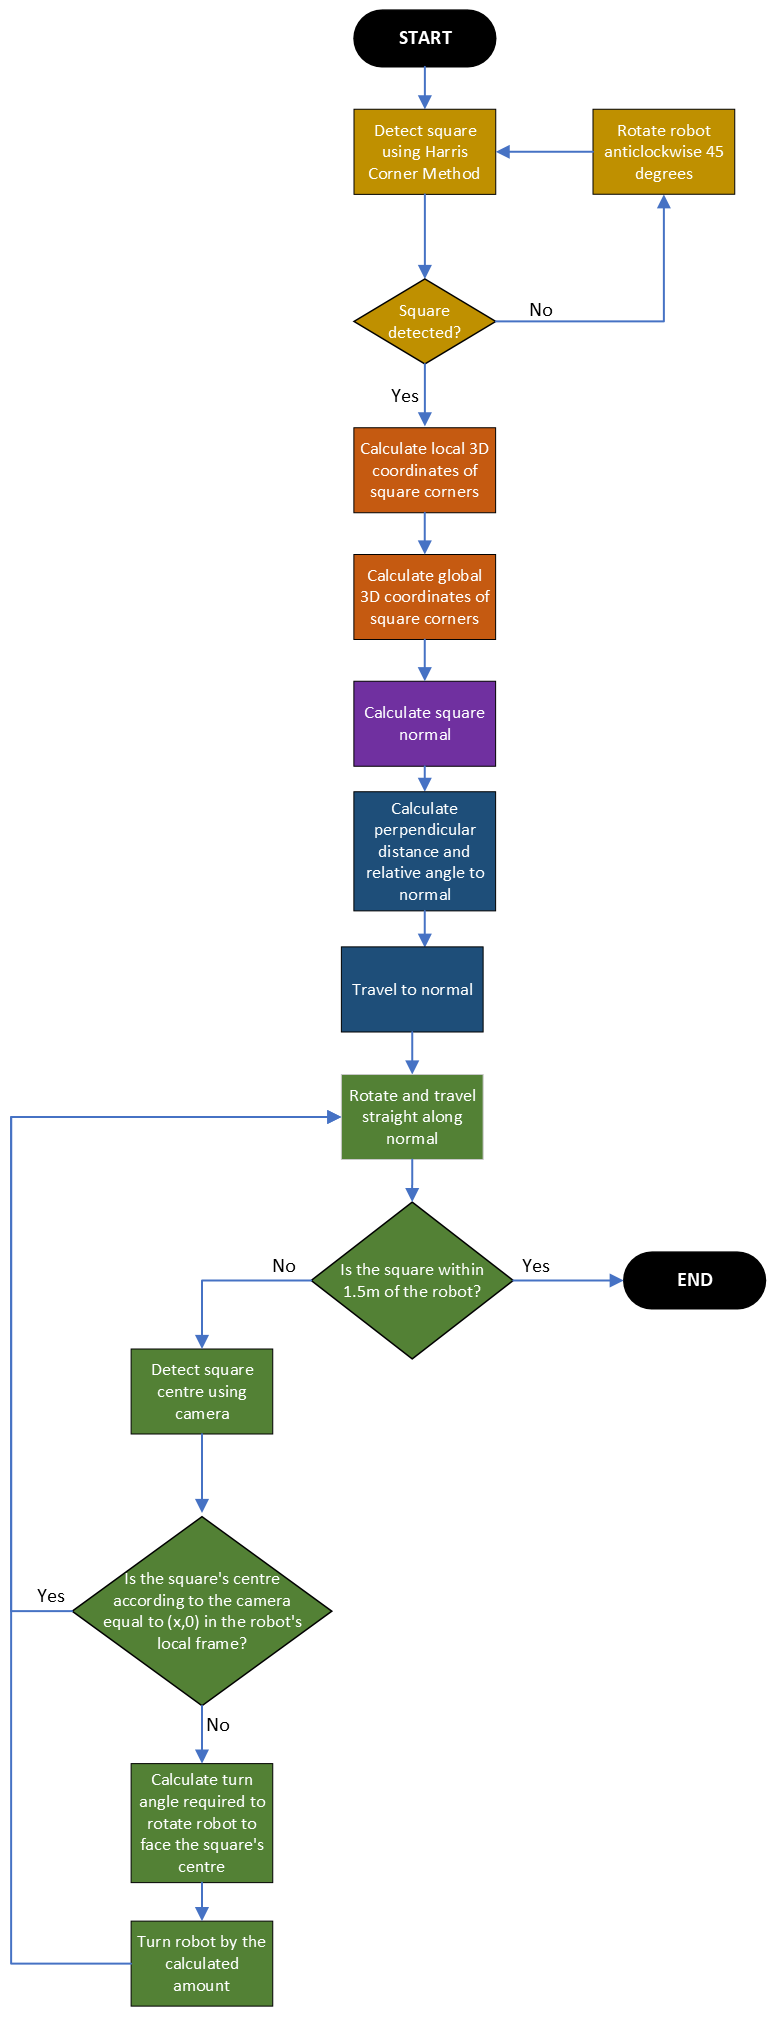 START
Detect square
using Harris
Corner Method
Rotate robot
anticlockwise 45
degrees
Square
detected?
No
Yes
Calculate local 3D
coordinates of
square corners
Calculate global
3D coordinates of
square corners
Calculate square
normal
Calculate
perpendicular
distance and
relative angle to
normal
Travel to normal
Rotate and travel
straight along
normal
No
Is the square within
1.5m of the robot?
Yes
END
Detect square
centre using
camera
Yes
Is the square's centre
according to the camera
equal to (x,0) in the robot's
local frame?
No
Calculate turn
angle required to
rotate robot to
face the square's
centre
Turn robot by the
calculated
amount